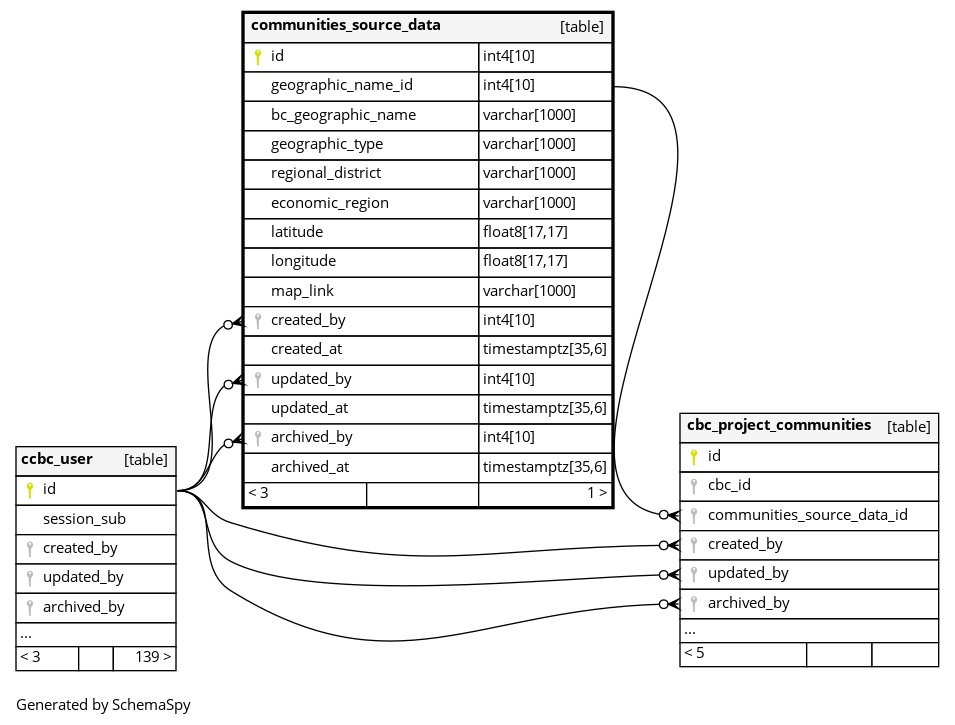 communities_source_data [table]
id int4[10]
geographic_name_id int4[10]
bc_geographic_name varchar[1000]
geographic_type varchar[1000]
regional_district varchar[1000]
economic_region varchar[1000]
latitude float8[17,17]
longitude float8[17,17]
map_link varchar[1000]
created_by int4[10]
created_at timestamptz[35,6]
updated_by int4[10]
updated_at timestamptz[35,6]
archived_by int4[10]
archived_at timestamptz[35,6]
< 3 1 >
ccbc_user [table]
id
session_sub
created_by
updated_by
archived_by
...
< 3 139 >
cbc_project_communities [table]
id
cbc_id
communities_source_data_id
created_by
updated_by
archived_by
...
< 5
Generated by SchemaSpy